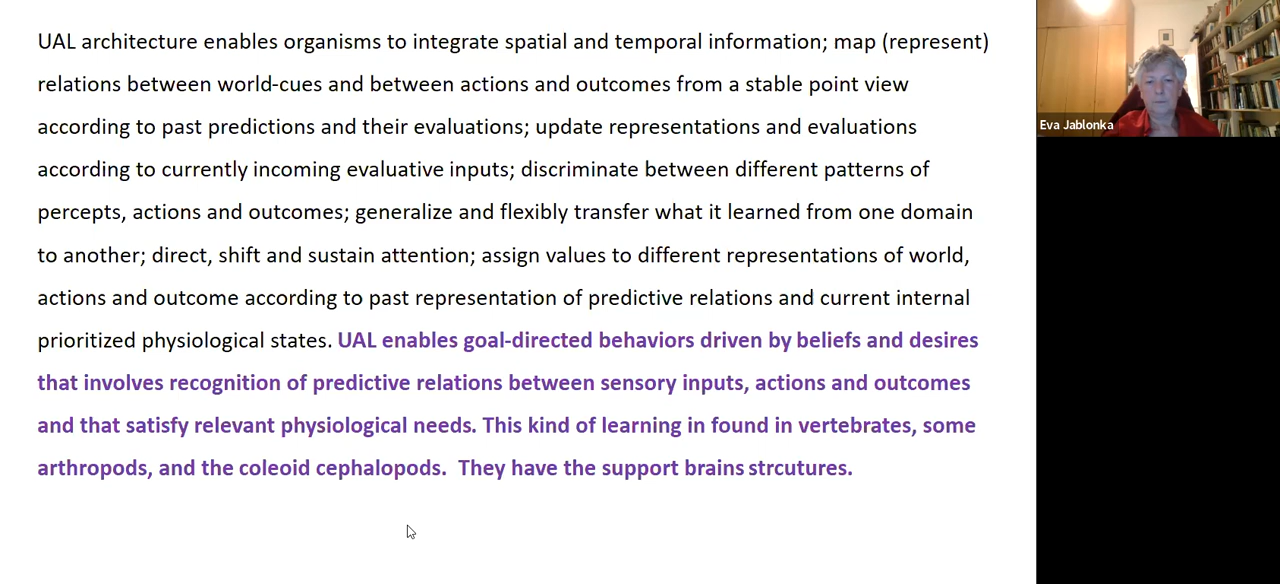 UAL architecture enables organisms to integrate spatial and temporal information; map (represent)
relations between world-cues and between actions and outcomes from a stable point view
according to past predictions and their evaluations; update representations and evaluations
according to currently incoming evaluative inputs; discriminate between different patterns of
percepts, actions and outcomes; generalize and flexibly transfer what it learned from one domain
to another; direct, shift and sustain attention; assign values to different representations of world,
actions and outcome according to past representation of predictive relations and current internal
prioritized physiological states. UAL enables goal-directed behaviors driven by beliefs and desires
that involves recognition of predictive relations between sensory inputs, actions and outcomes
and that satisfy relevant physiological needs. This kind of learning in found in vertebrates, some
arthropods, and the coleoid cephalopods.  They have the support brains strcutures.
Eva Jablonka